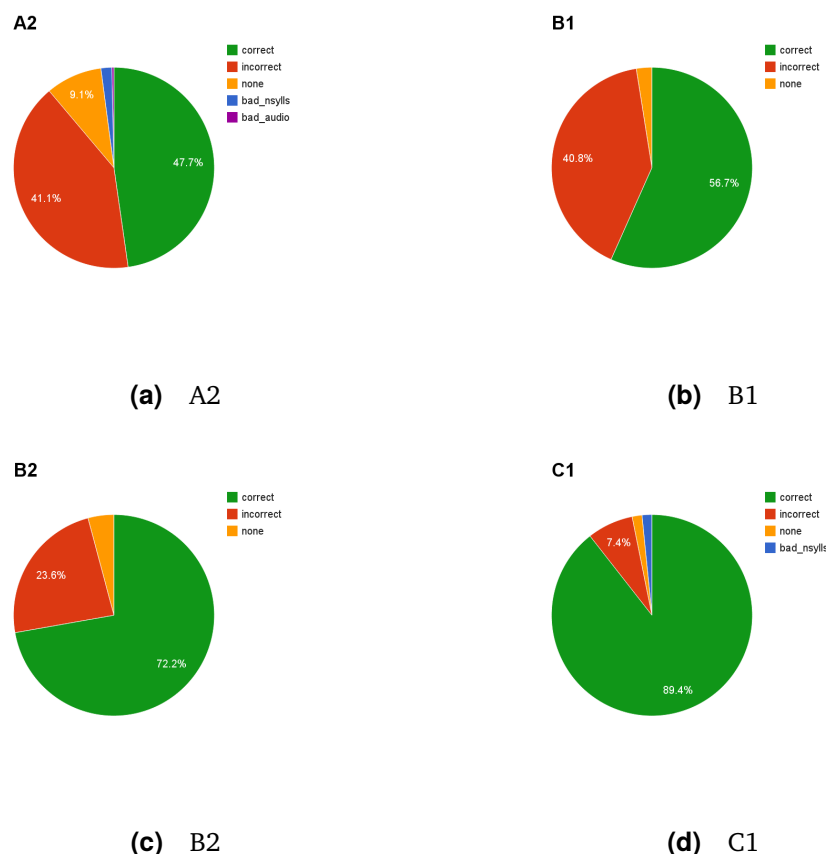 A2
correct
incorrect
none
bad_nsylls
bad_audio
9.1%
47.7%
41.1%
(a) A2
B1
correct
incorrect
none
40.8%
56.7%
(b) B1
B2
correct
incorrect
none
23.6%
72.2%
(c) B2
C1
correct
incorrect
none
bad_nsylls
7.4%
89.4%
(d) C1